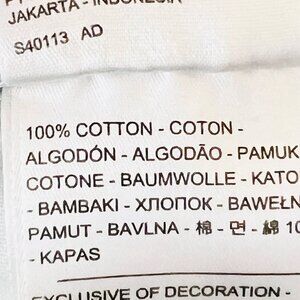 JAKARTA - INDONESIA
S40113 AD
100% COTTON - COTON -
ALGODÓN - ALGODÃO - PAMUK
COTONE - BAUMWOLLE - KATO
- BAMBAKI - ХЛОПОК - BAWEŁN
PAMUT - BAVLNA - 棉 - 면 - 綿 10
- KAPAS
EXCLUSIVE OF DECORATION -